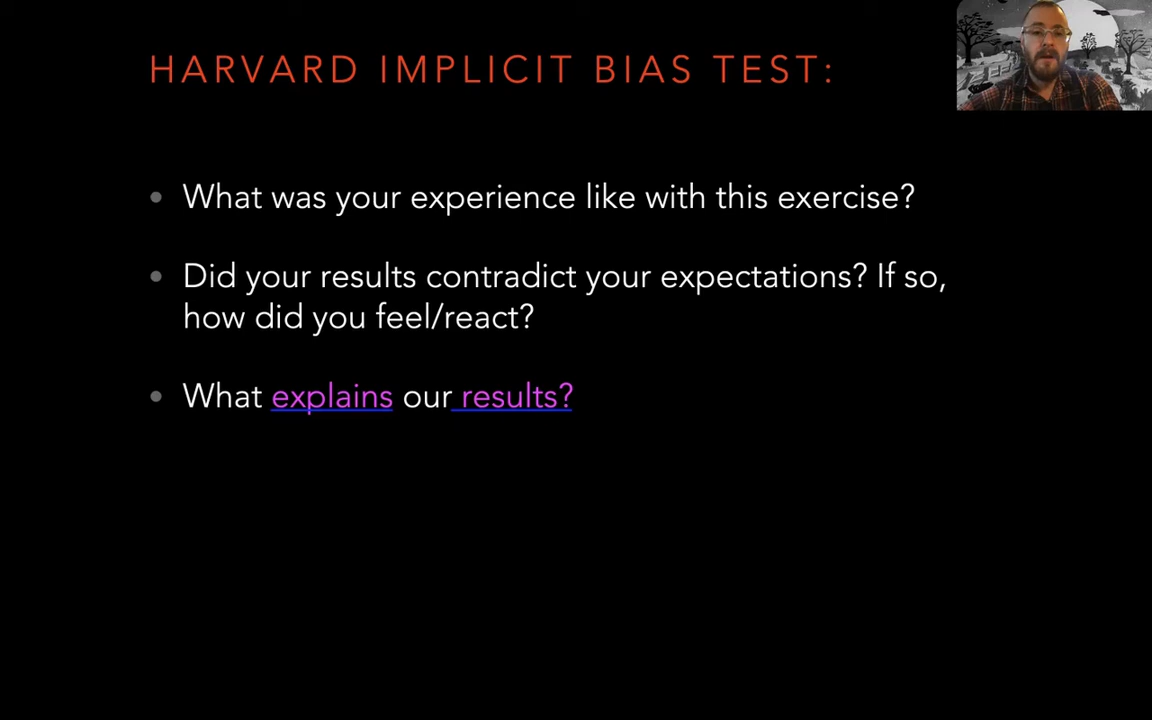 HARVARD IMPLICIT BIAS TEST:
• What was your experience like with this exercise?
• Did your results contradict your expectations? If so,
how did you feel/react?
• What explains our results?